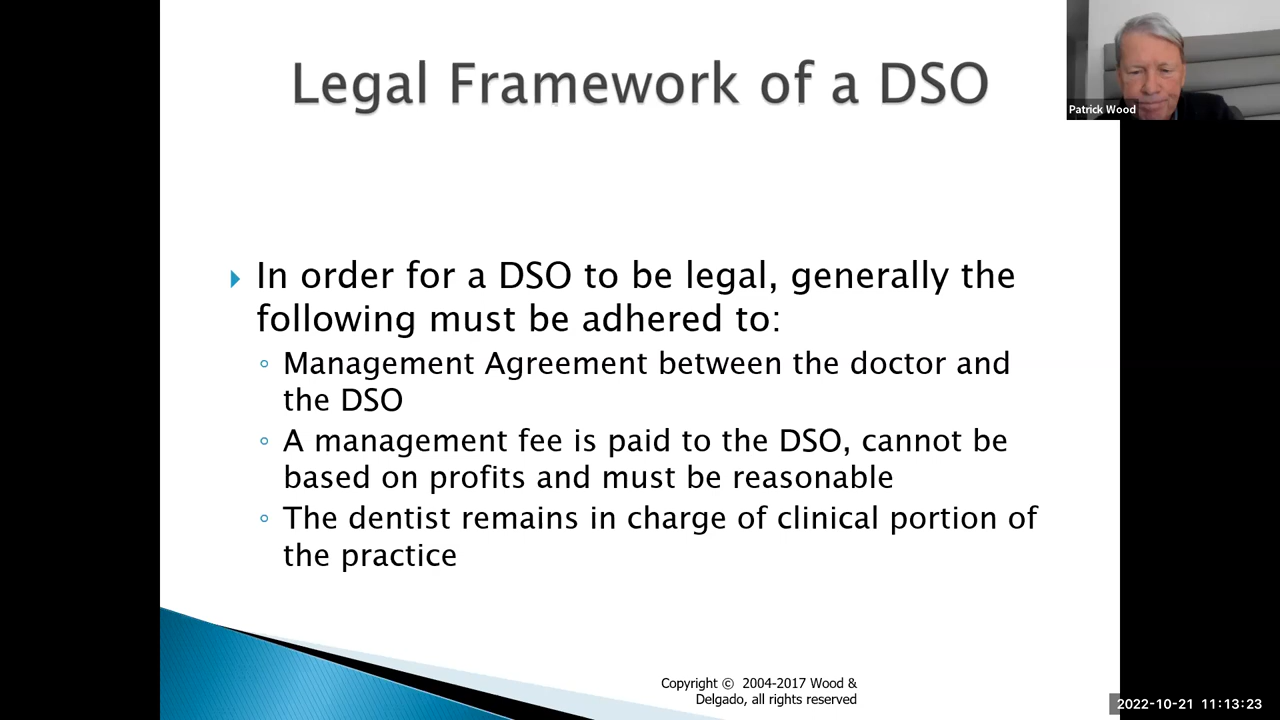 Legal Framework of a DSO
Patrick Wood
In order for a DSO to be legal, generally the
following must be adhered to:
Management Agreement between the doctor and
the DSO
A management fee is paid to the DSO, cannot be
based on profits and must be reasonable
The dentist remains in charge of clinical portion of
the practice
Copyright © 2004-2017 Wood &
Delgado, all rights reserved
2022-10-21 11:13:23